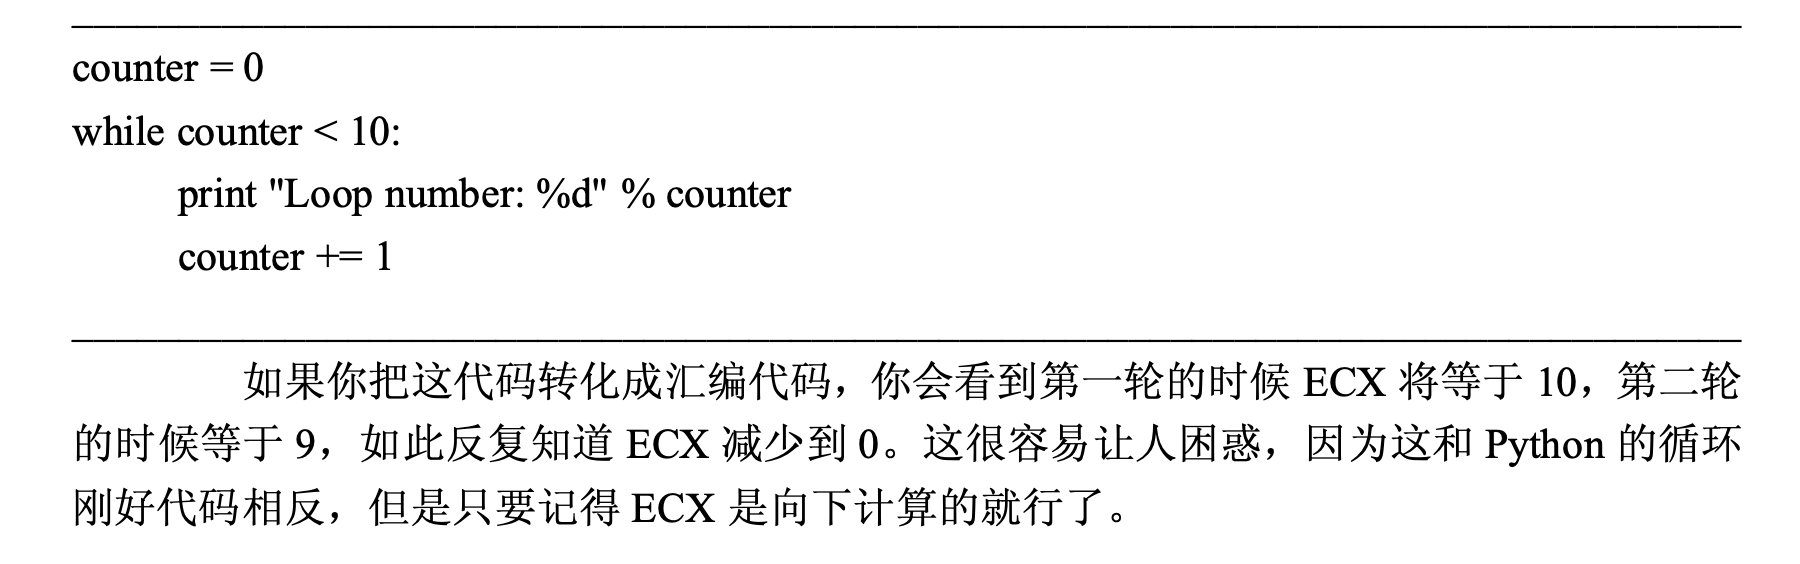 counter = 0
while counter < 10:
print "Loop number: %d" % counter
counter += 1
如果你把这代码转化成汇编代码，你会看到第一轮的时候 ECX 将等于 10，第二轮
的时候等于 9，如此反复知道 ECX 减少到 0。这很容易让人困惑，因为这和 Python 的循环
刚好代码相反，但是只要记得 ECX 是向下计算的就行了。